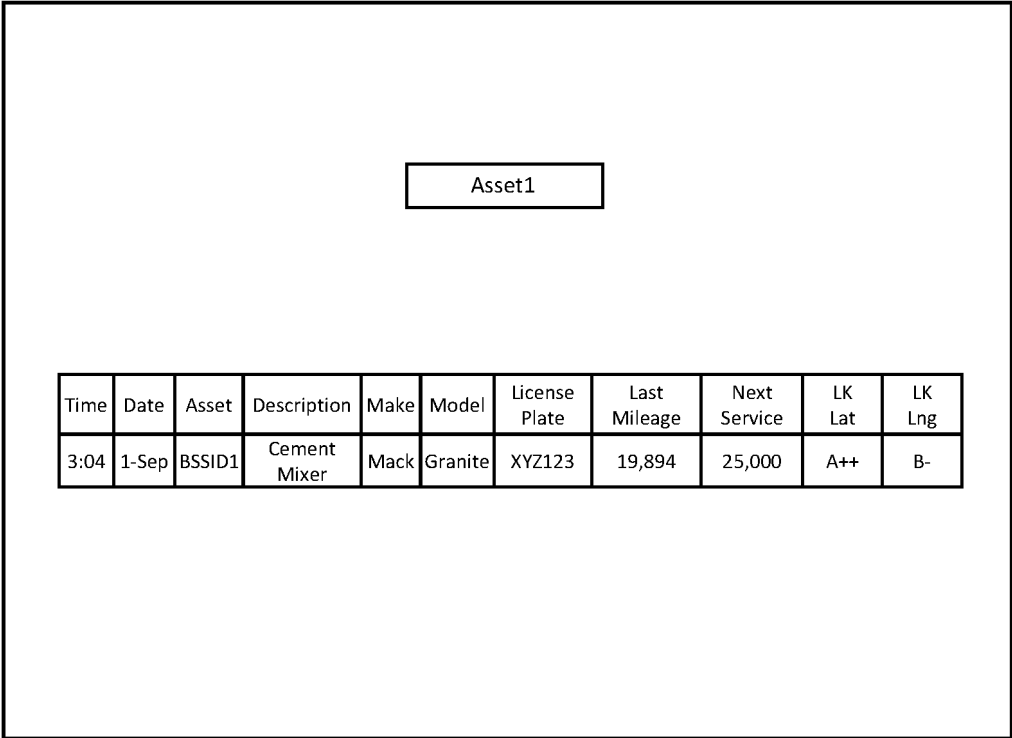 Asset1
Time Date Asset Description Make Model License Plate Last Mileage Next Service LK Lat LK Lng
3:04 1-Sep BSSID1 Cement Mixer Mack Granite XYZ123 19,894 25,000 A++ B-